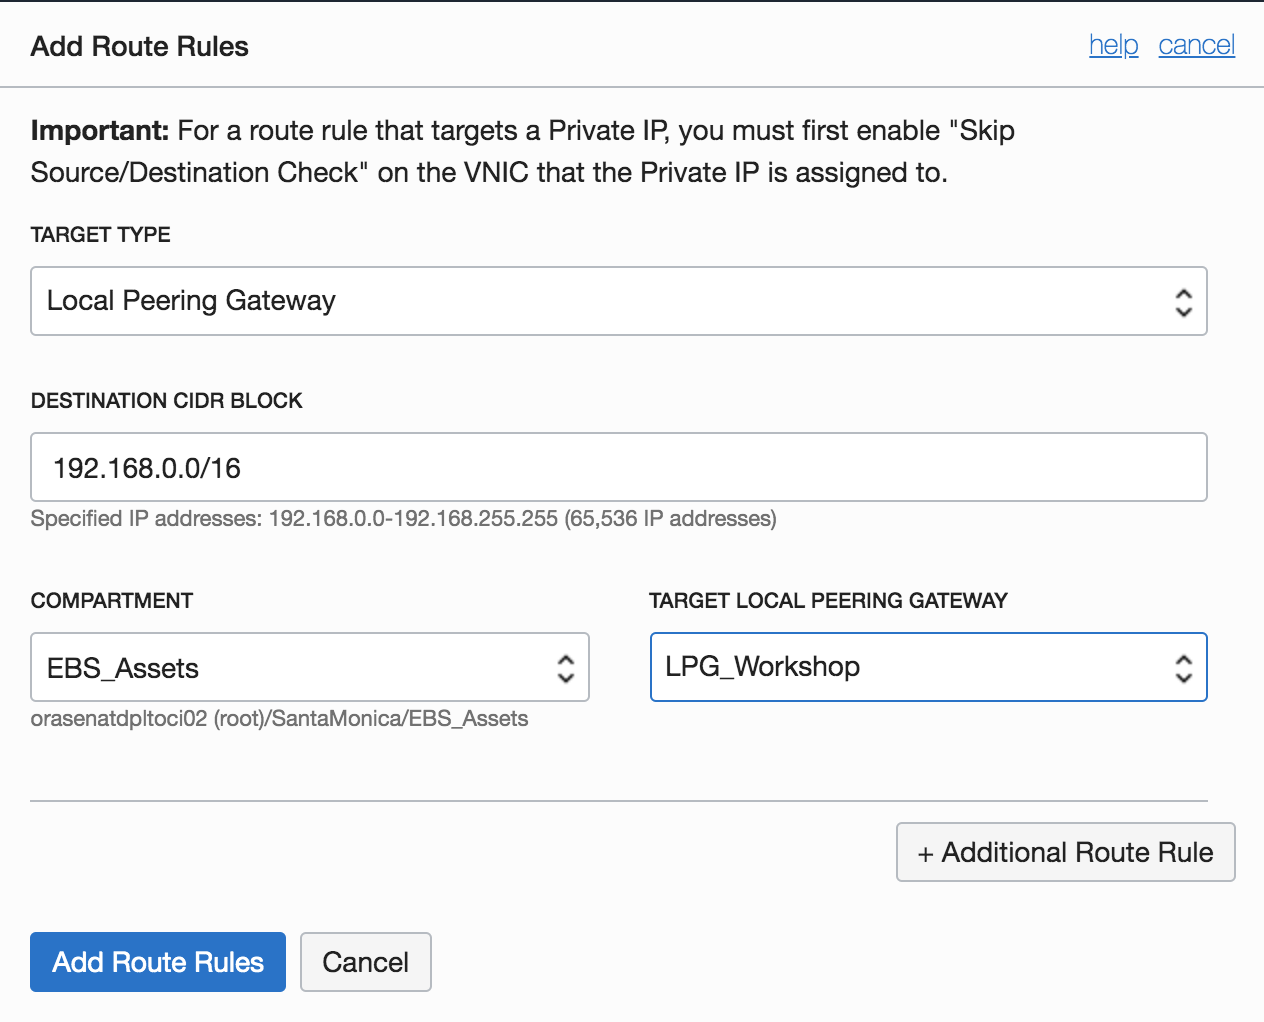 Add Route Rules
help cancel
Important: For a route rule that targets a Private IP, you must first enable "Skip
Source/Destination Check" on the VNIC that the Private IP is assigned to.
TARGET TYPE
Local Peering Gateway
DESTINATION CIDR BLOCK
192.168.0.0/16
Specified IP addresses: 192.168.0.0-192.168.255.255 (65,536 IP addresses)
COMPARTMENT
EBS_Assets
orasenatdpltoci02 (root)/SantaMonica/EBS_Assets
TARGET LOCAL PEERING GATEWAY
LPG_Workshop
+ Additional Route Rule
Add Route Rules
Cancel